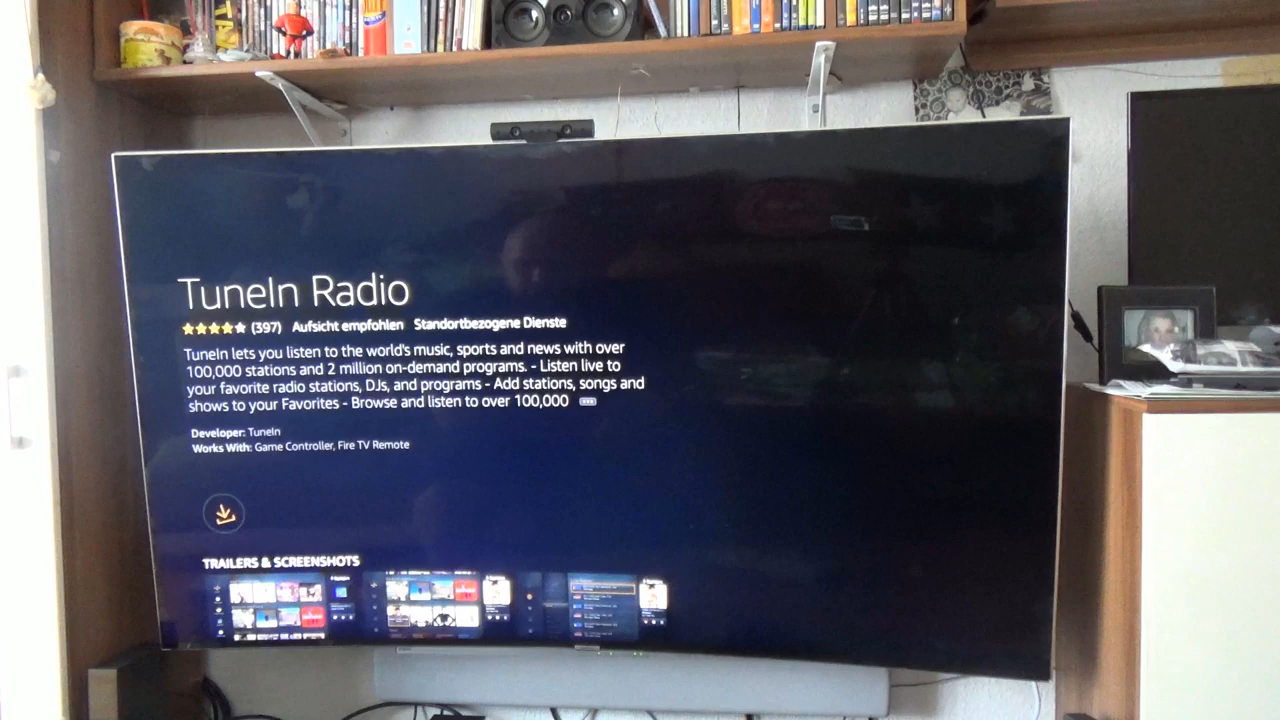 TuneIn Radio
(397) Aufsicht empfohlen Standortbezogene Dienste
TuneIn lets you listen to the world's music, sports and news with over
100,000 stations and 2 million on-demand programs. - Listen live to
your favorite radio stations, DJs, and programs - Add stations, songs and
shows to your Favorites - Browse and listen to over 100,000
Developer: TuneIn
Works With: Game Controller, Fire TV Remote
TRAILERS & SCREENSHOTS